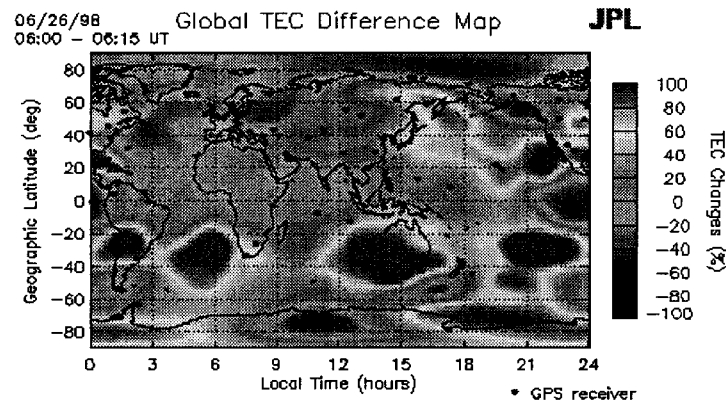 06/26/98 Global TEC Difference Map JPL
06:00 – 06:15 UT
Geographic Latitude (deg)
80
60
40
20
0
-20
-40
-60
-80
0 3 6 9 12 15 18 21 24
Local Time (hours)
100
80
60
40
20
0
-20
-40
-60
-80
-100
TEC Changes (%)
• GPS receiver